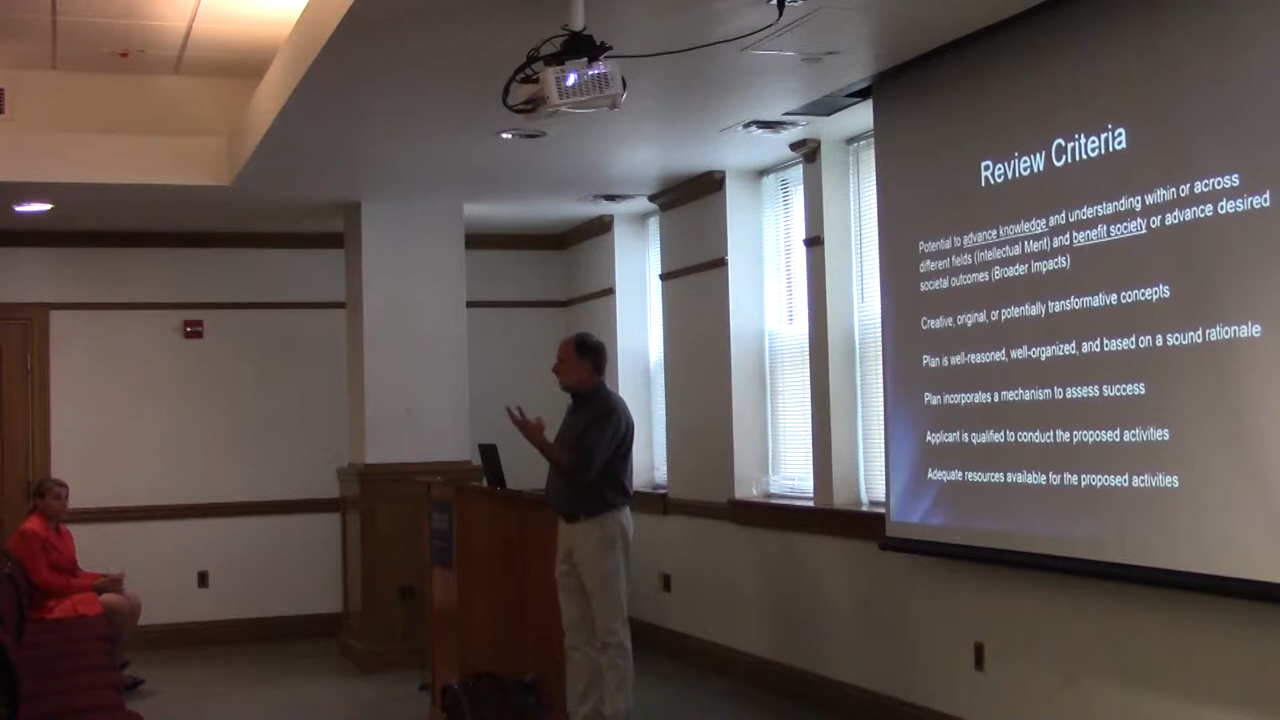 Review Criteria
Potential to advance knowledge and understanding within or across
different fields (Intellectual Merit) and benefit society or advance desired
societal outcomes (Broader Impacts)
Creative, original, or potentially transformative concepts
Plan is well-reasoned, well-organized, and based on a sound rationale
Plan incorporates a mechanism to assess success
Applicant is qualified to conduct the proposed activities
Adequate resources available for the proposed activities